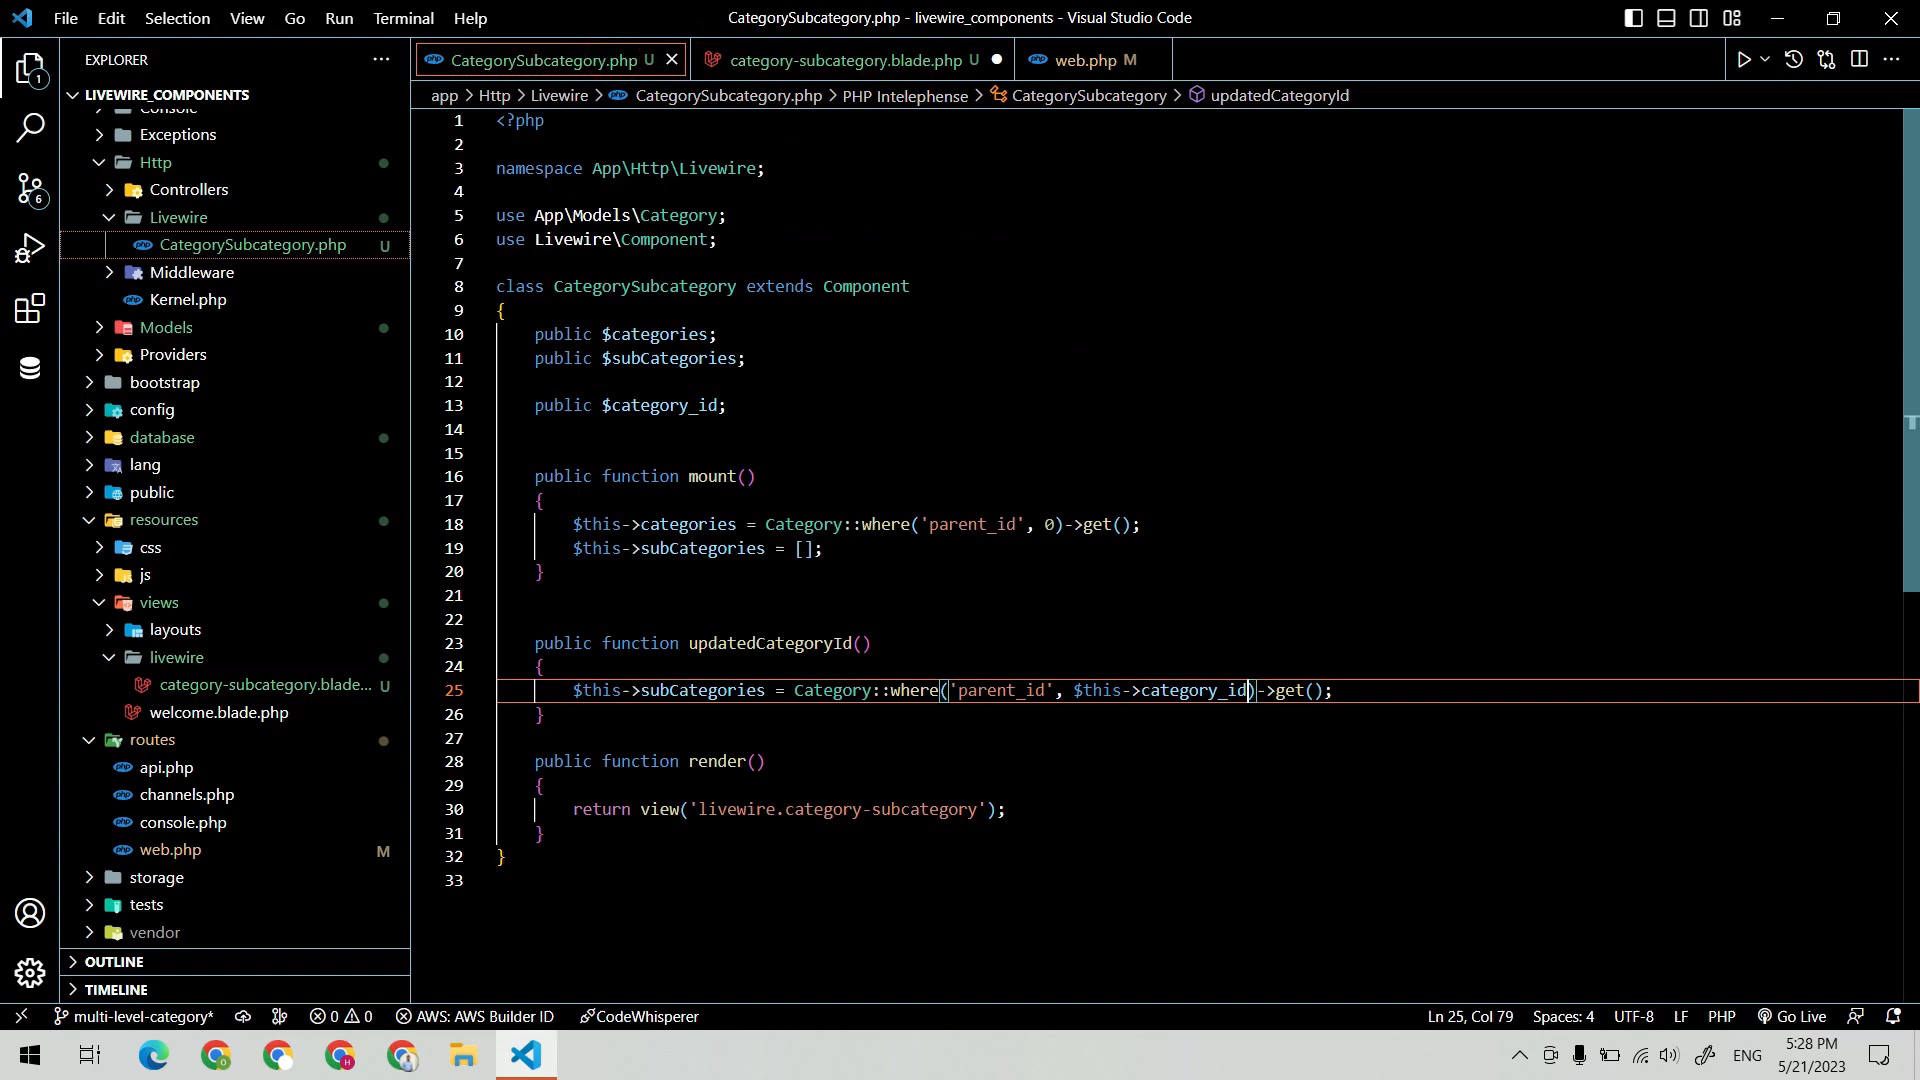 File Edit Selection View Go Run Terminal Help
CategorySubcategory.php - livewire_components - Visual Studio Code
EXPLORER
CategorySubcategory.php U
category-subcategory.blade.php U
web.php M
LIVEWIRE_COMPONENTS
app > Http > Livewire > CategorySubcategory.php > PHP Intelephense > CategorySubcategory > updatedCategoryId
Console
Exceptions
Http
Controllers
Livewire
CategorySubcategory.php U
Middleware
Kernel.php
Models
Providers
bootstrap
config
database
lang
public
resources
css
js
views
layouts
livewire
category-subcategory.blade... U
welcome.blade.php
routes
api.php
channels.php
console.php
web.php M
storage
tests
vendor
OUTLINE
TIMELINE
1
6
1 <?php
2
3 namespace App\Http\Livewire;
4
5 use App\Models\Category;
6 use Livewire\Component;
7
8 class CategorySubcategory extends Component
9 {
10 public $categories;
11 public $subCategories;
12
13 public $category_id;
14
15
16 public function mount()
17 {
18 $this->categories = Category::where('parent_id', 0)->get();
19 $this->subCategories = [];
20 }
21
22
23 public function updatedCategoryId()
24 {
25 $this->subCategories = Category::where('parent_id', $this->category_id)->get();
26 }
27
28 public function render()
29 {
30 return view('livewire.category-subcategory');
31 }
32 }
33
multi-level-category* 0 0 AWS: AWS Builder ID CodeWhisperer
Ln 25, Col 79 Spaces: 4 UTF-8 LF PHP Go Live
ENG
5:28 PM
5/21/2023